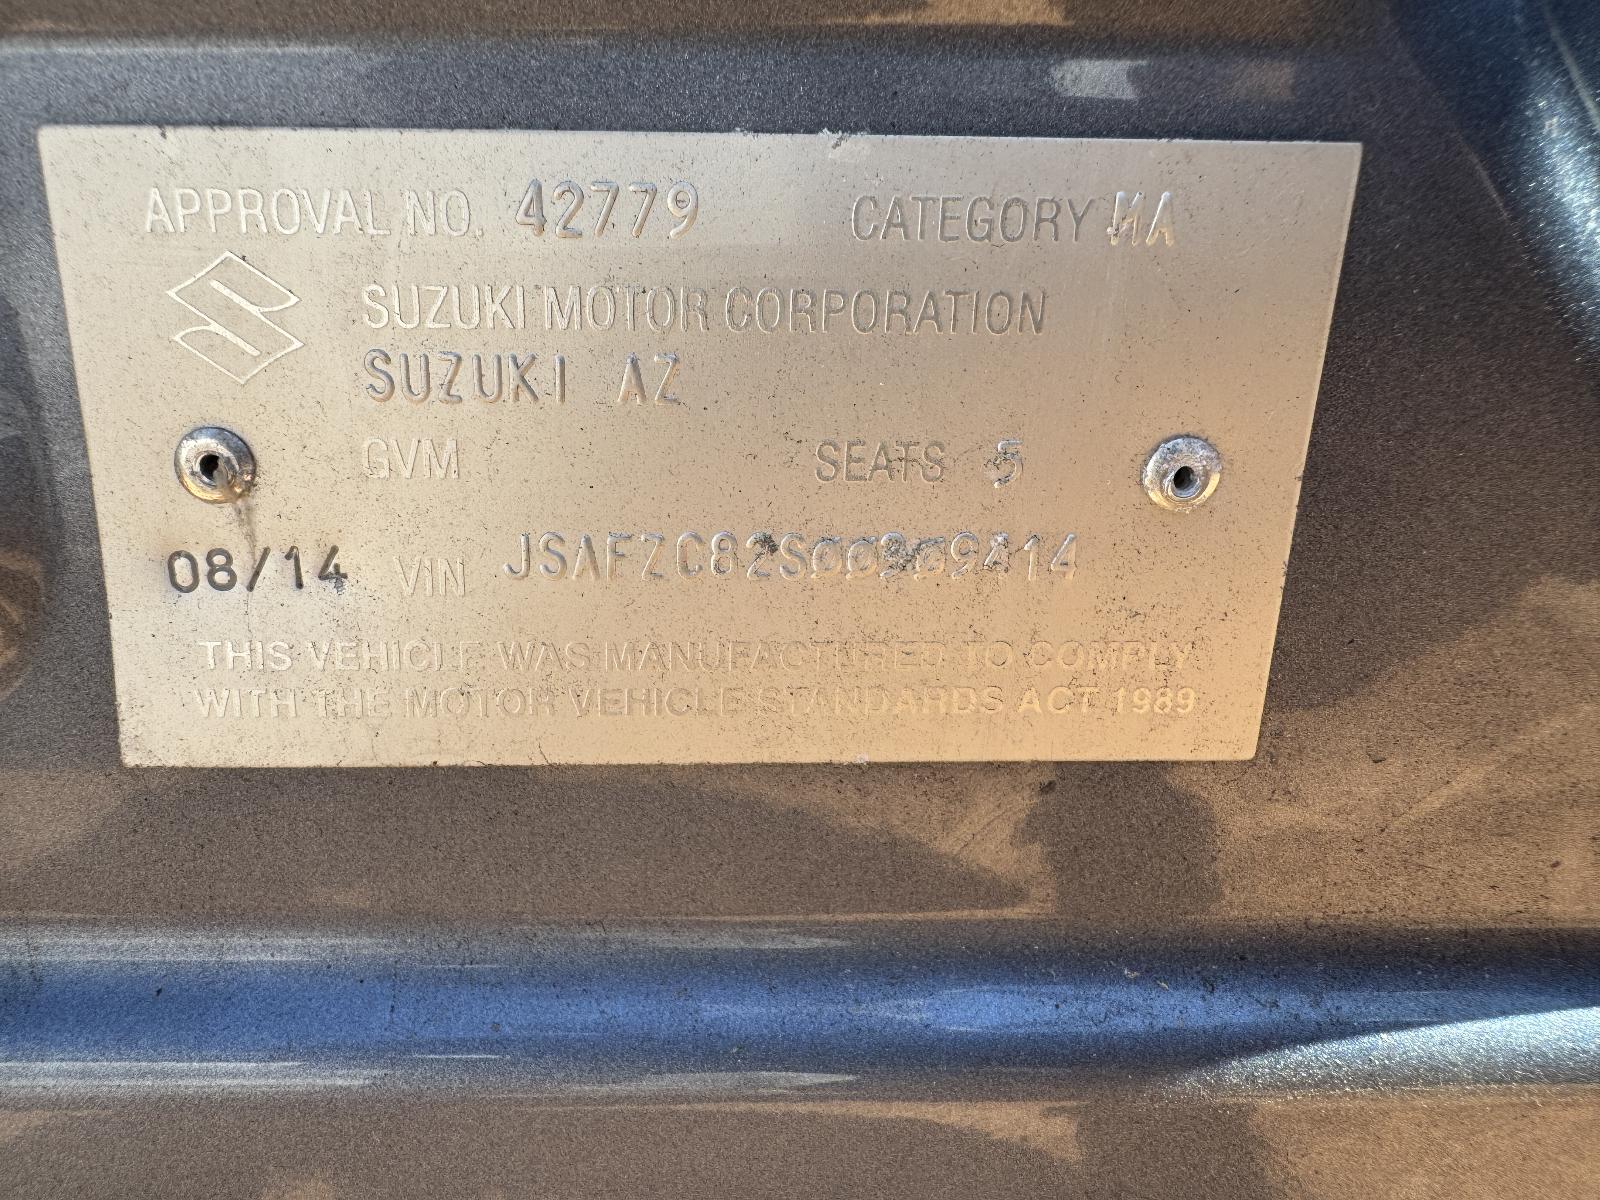 APPROVAL NO. 42779 CATEGORY MA
SUZUKI MOTOR CORPORATION
SUZUKI AZ
GVM SEATS 5
08/14 VIN
THIS VEHICLE WAS MANUFACTURED TO COMPLY
WITH THE MOTOR VEHICLE STANDARDS ACT 1989